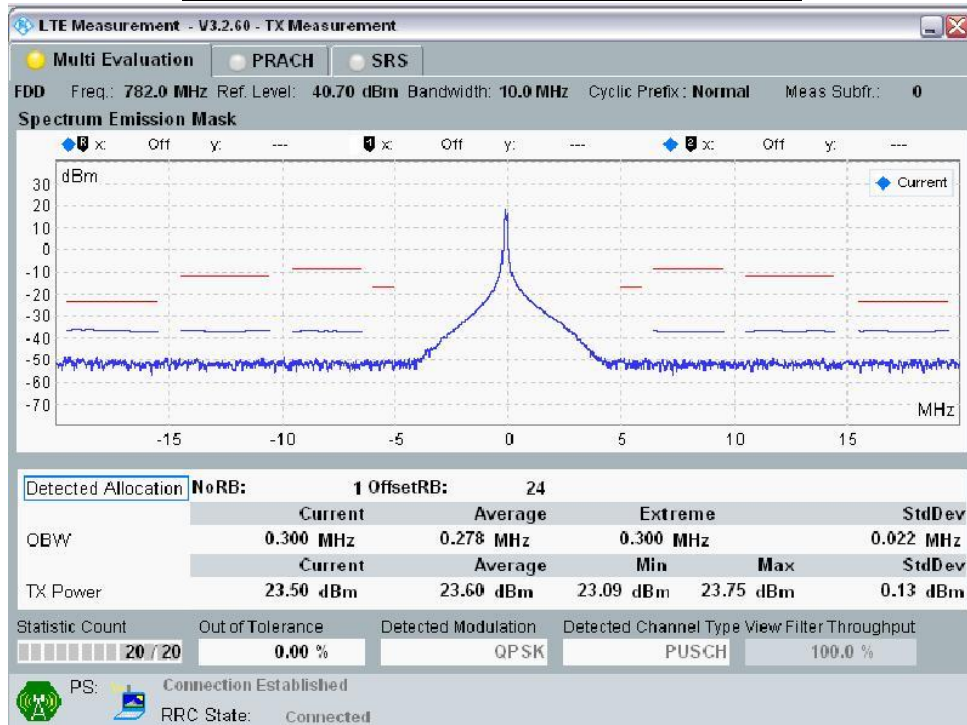 LTE Measurement - V3.2.60 - TX Measurement
Multi Evaluation PRACH SRS
FDD Freq.: 782.0 MHz Ref. Level: 40.70 dBm Bandwidth: 10.0 MHz Cyclic Prefix: Normal Meas Subfr.: 0
Spectrum Emission Mask
R x: Off y: --- 1 x: Off y: --- 2 x: Off y: ---
dBm
Current
30
20
10
0
-10
-20
-30
-40
-50
-60
-70
MHz
-15 -10 -5 0 5 10 15
Detected Allocation NoRB: 1 OffsetRB: 24
Current Average Extreme StdDev
OBW 0.300 MHz 0.278 MHz 0.300 MHz 0.022 MHz
Current Average Min Max StdDev
TX Power 23.50 dBm 23.60 dBm 23.09 dBm 23.75 dBm 0.13 dBm
Statistic Count Out of Tolerance Detected Modulation Detected Channel Type View Filter Throughput
20 / 20 0.00 % QPSK PUSCH 100.0 %
PS: Connection Established
RRC State: Connected